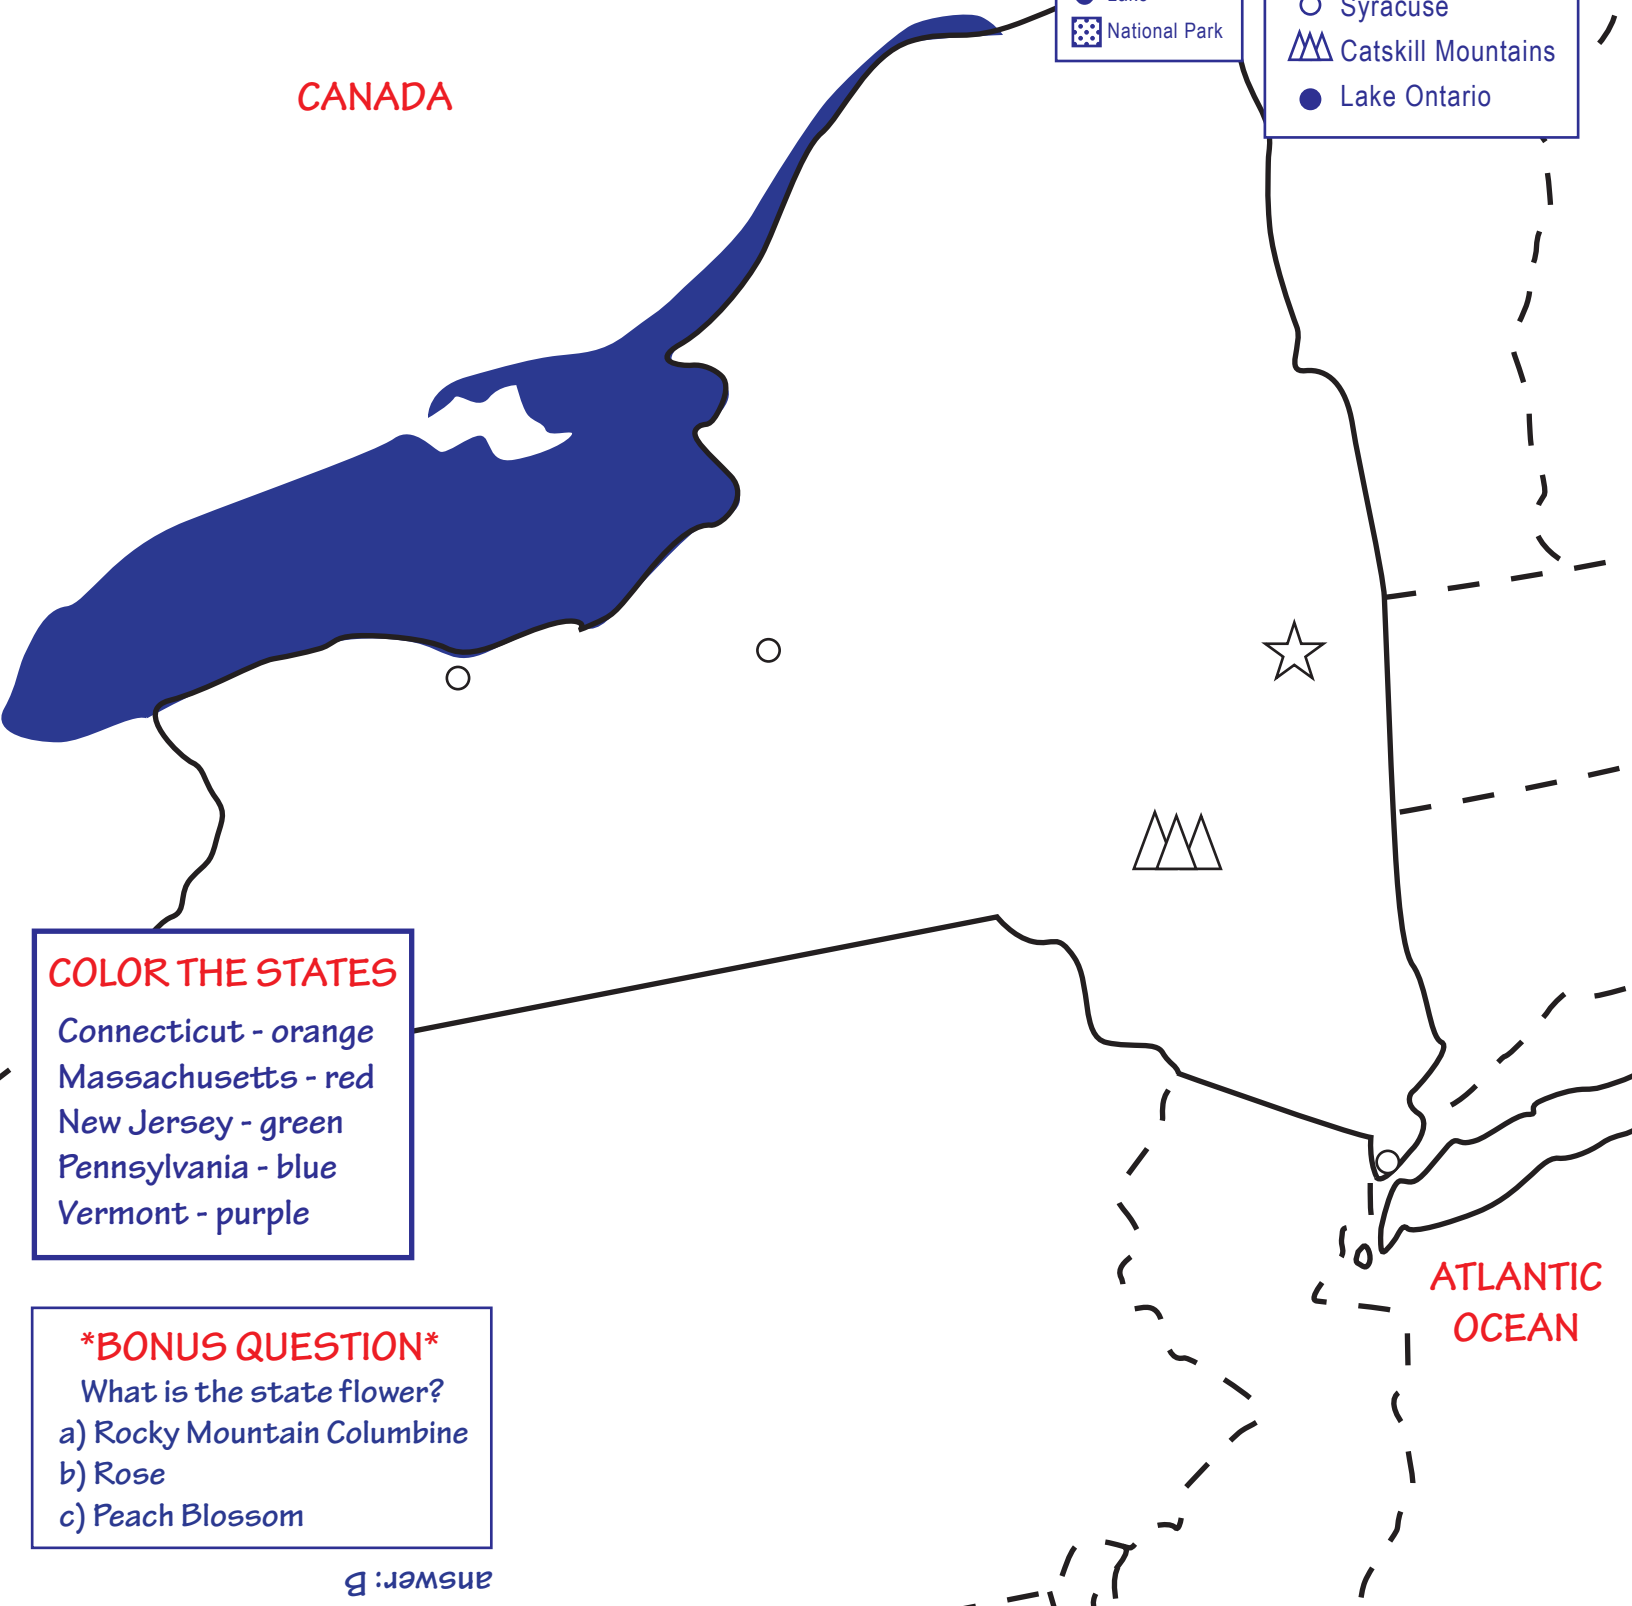 Lake
National Park
Syracuse
Catskill Mountains
Lake Ontario
CANADA
COLOR THE STATES
Connecticut - orange
Massachusetts - red
New Jersey - green
Pennsylvania - blue
Vermont - purple
ATLANTIC
OCEAN
*BONUS QUESTION*
What is the state flower?
a) Rocky Mountain Columbine
b) Rose
c) Peach Blossom
answer: B